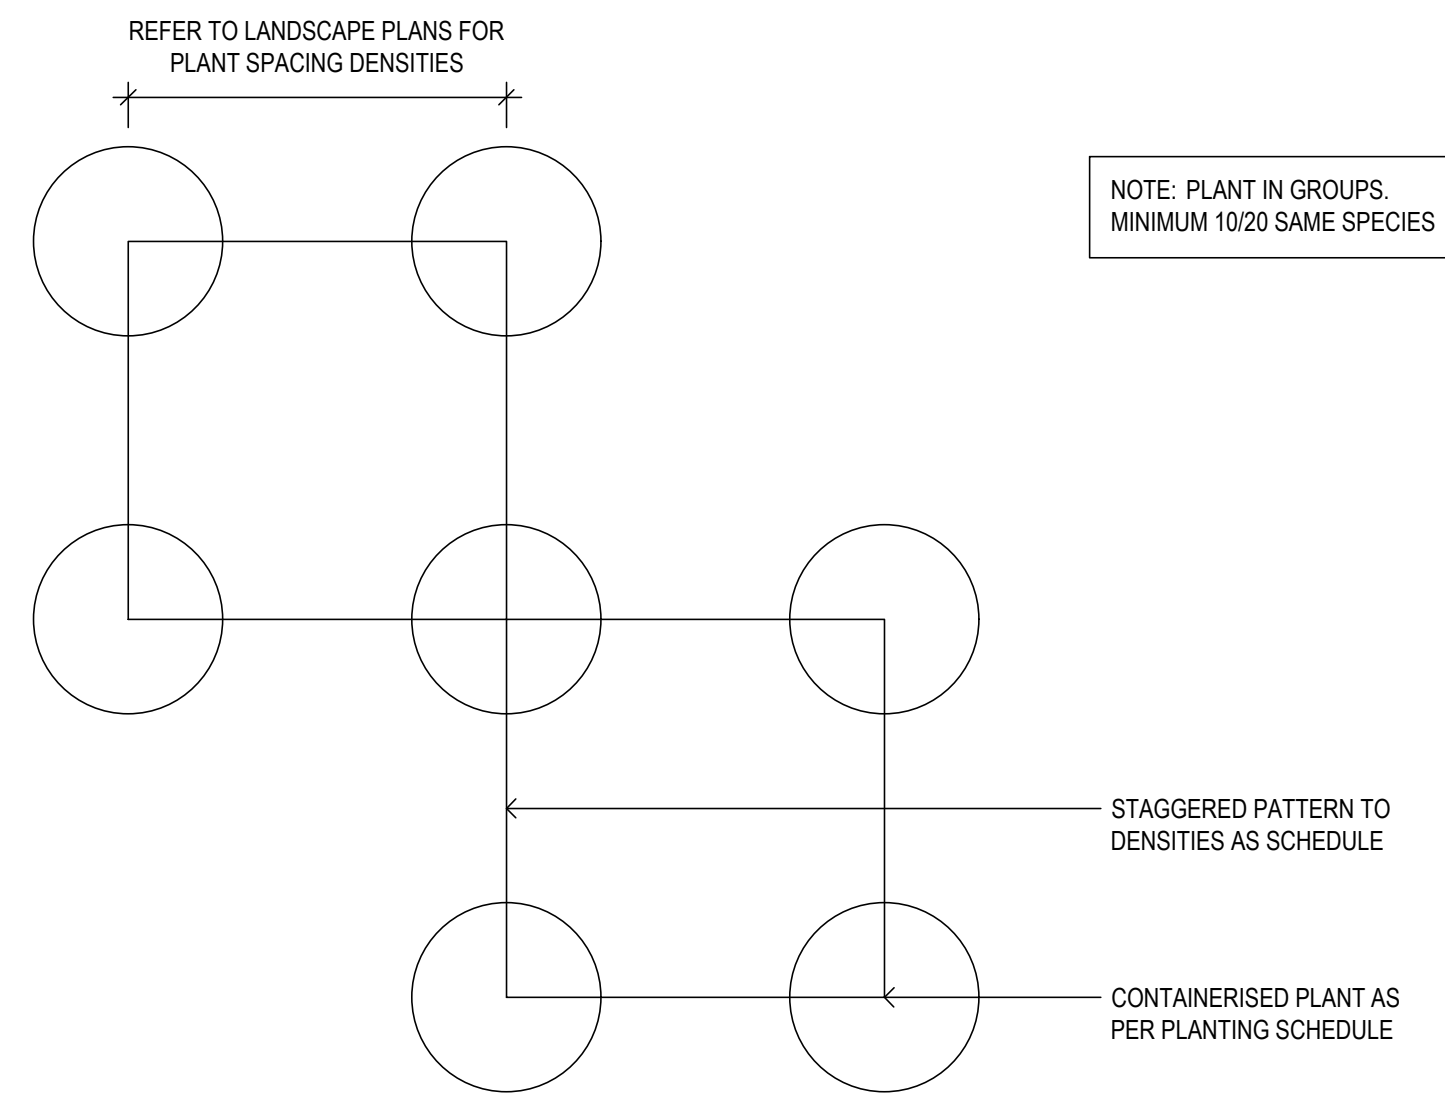 REFER TO LANDSCAPE PLANS FOR
PLANT SPACING DENSITIES
NOTE: PLANT IN GROUPS.
MINIMUM 10/20 SAME SPECIES
STAGGERED PATTERN TO
DENSITIES AS SCHEDULE
CONTAINERISED PLANT AS
PER PLANTING SCHEDULE